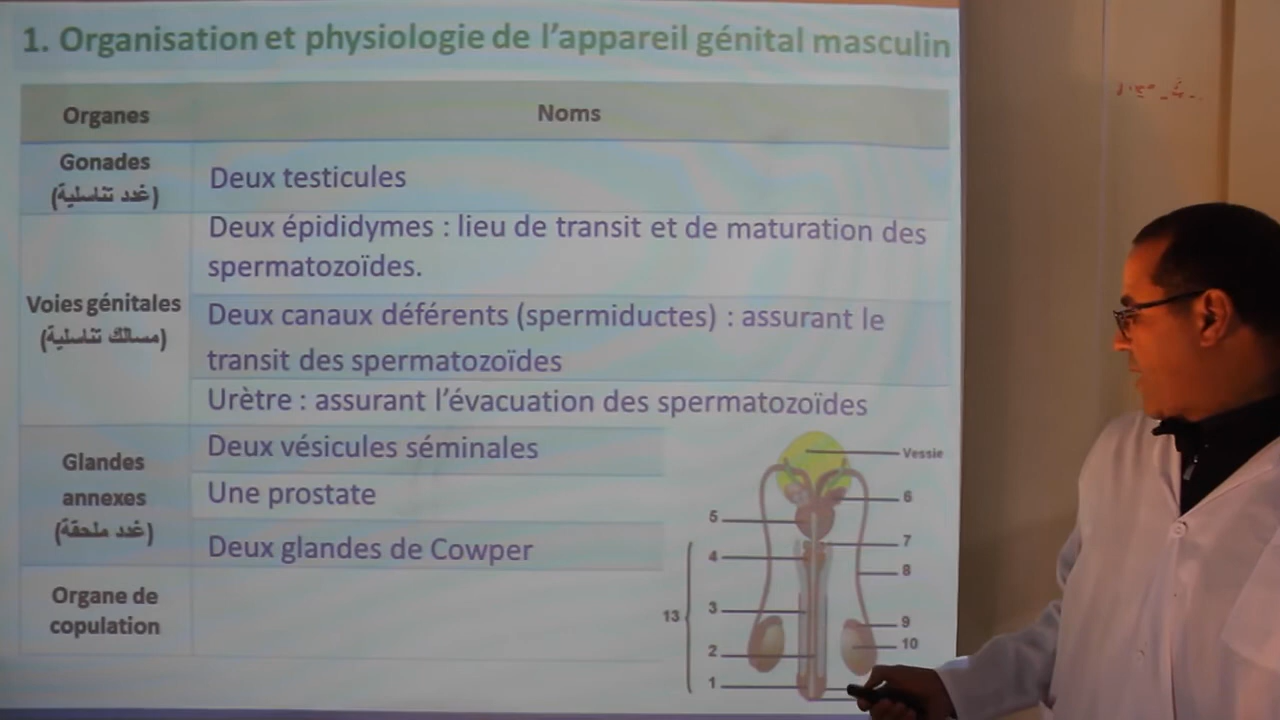 1. Organisation et physiologie de l'appareil génital masculin
Organes
Noms
Gonades
(غدد تناسلية)
Deux testicules
Voies génitales
(مسالك تناسلية)
Deux épididymes : lieu de transit et de maturation des
spermatozoïdes.
Deux canaux déférents (spermiductes) : assurant le
transit des spermatozoïdes
Urètre : assurant l'évacuation des spermatozoïdes
Glandes
annexes
(غدد ملحقة)
Deux vésicules séminales
Une prostate
Deux glandes de Cowper
Organe de
copulation
Vessie
6
5
7
4
8
3
13
9
10
2
1